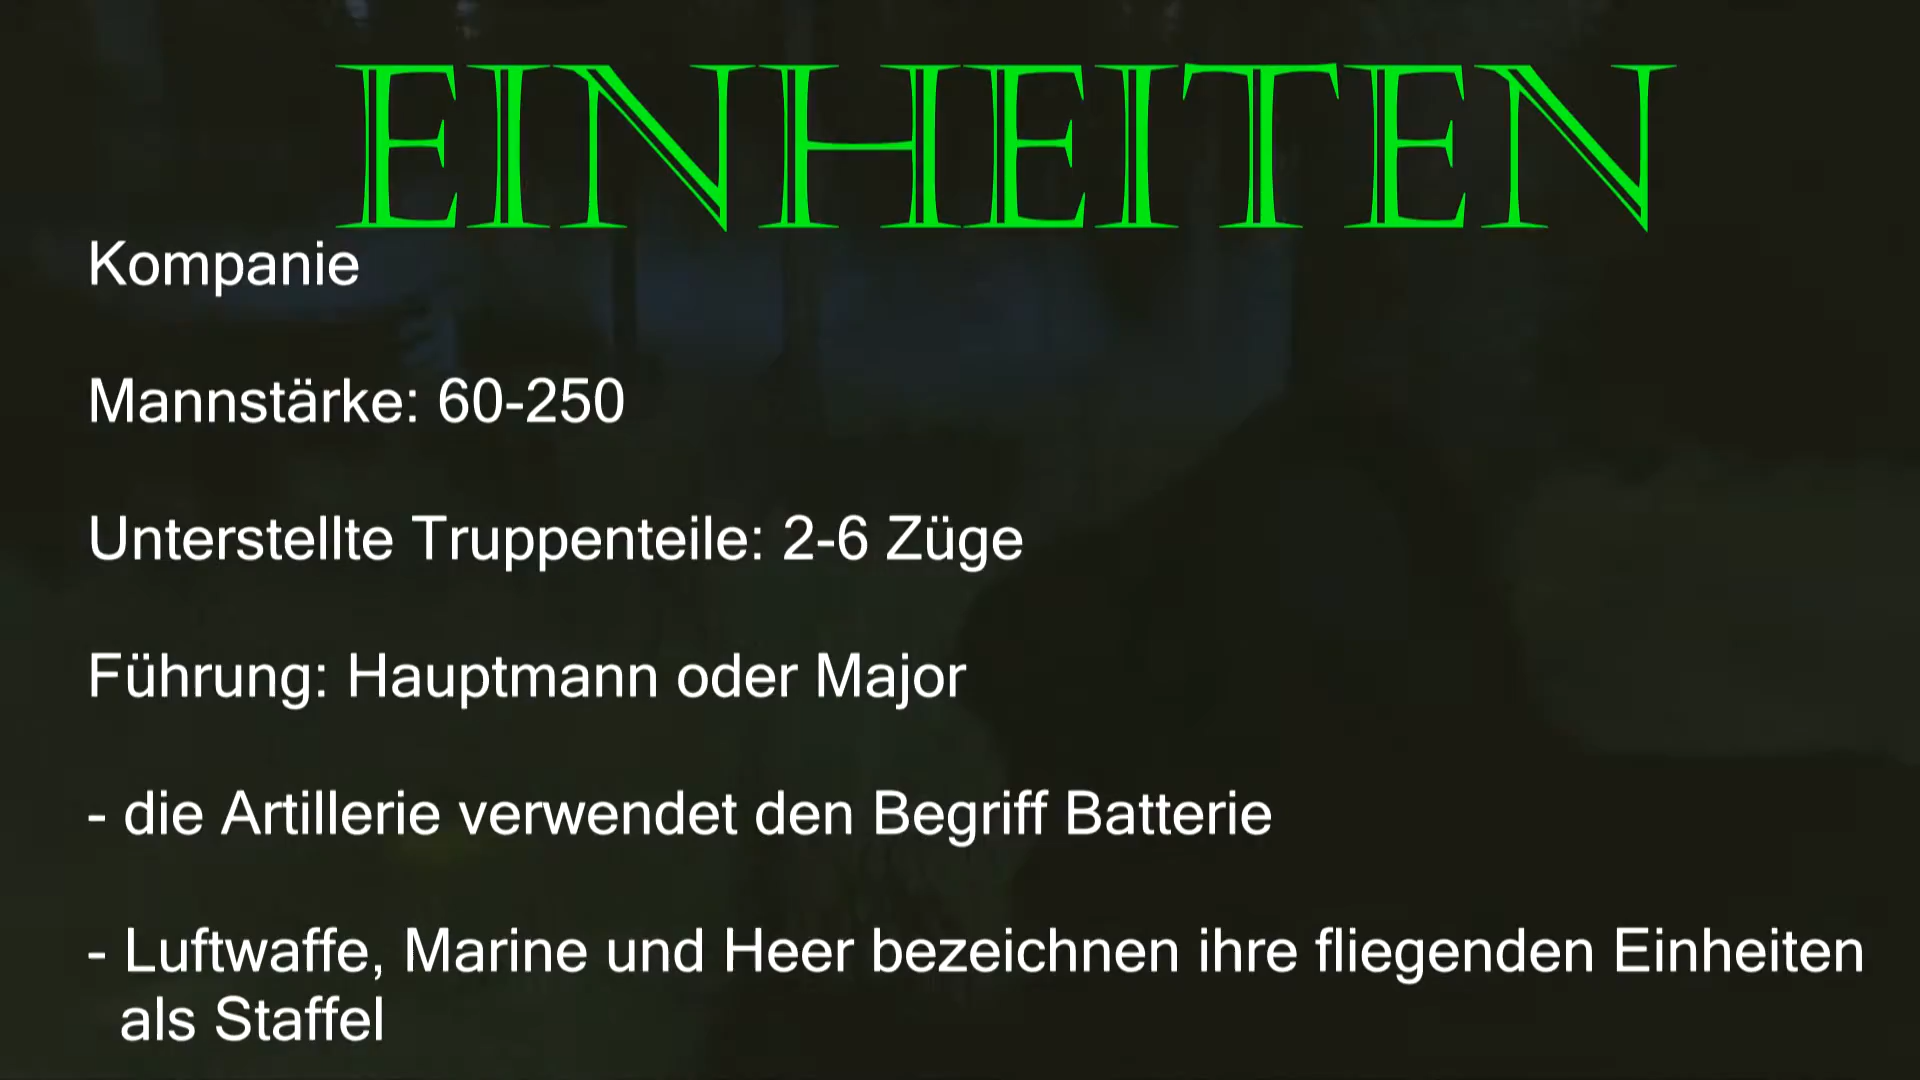 EINHEITEN
Kompanie
Mannstärke: 60-250
Unterstellte Truppenteile: 2-6 Züge
Führung: Hauptmann oder Major
- die Artillerie verwendet den Begriff Batterie
- Luftwaffe, Marine und Heer bezeichnen ihre fliegenden Einheiten
als Staffel